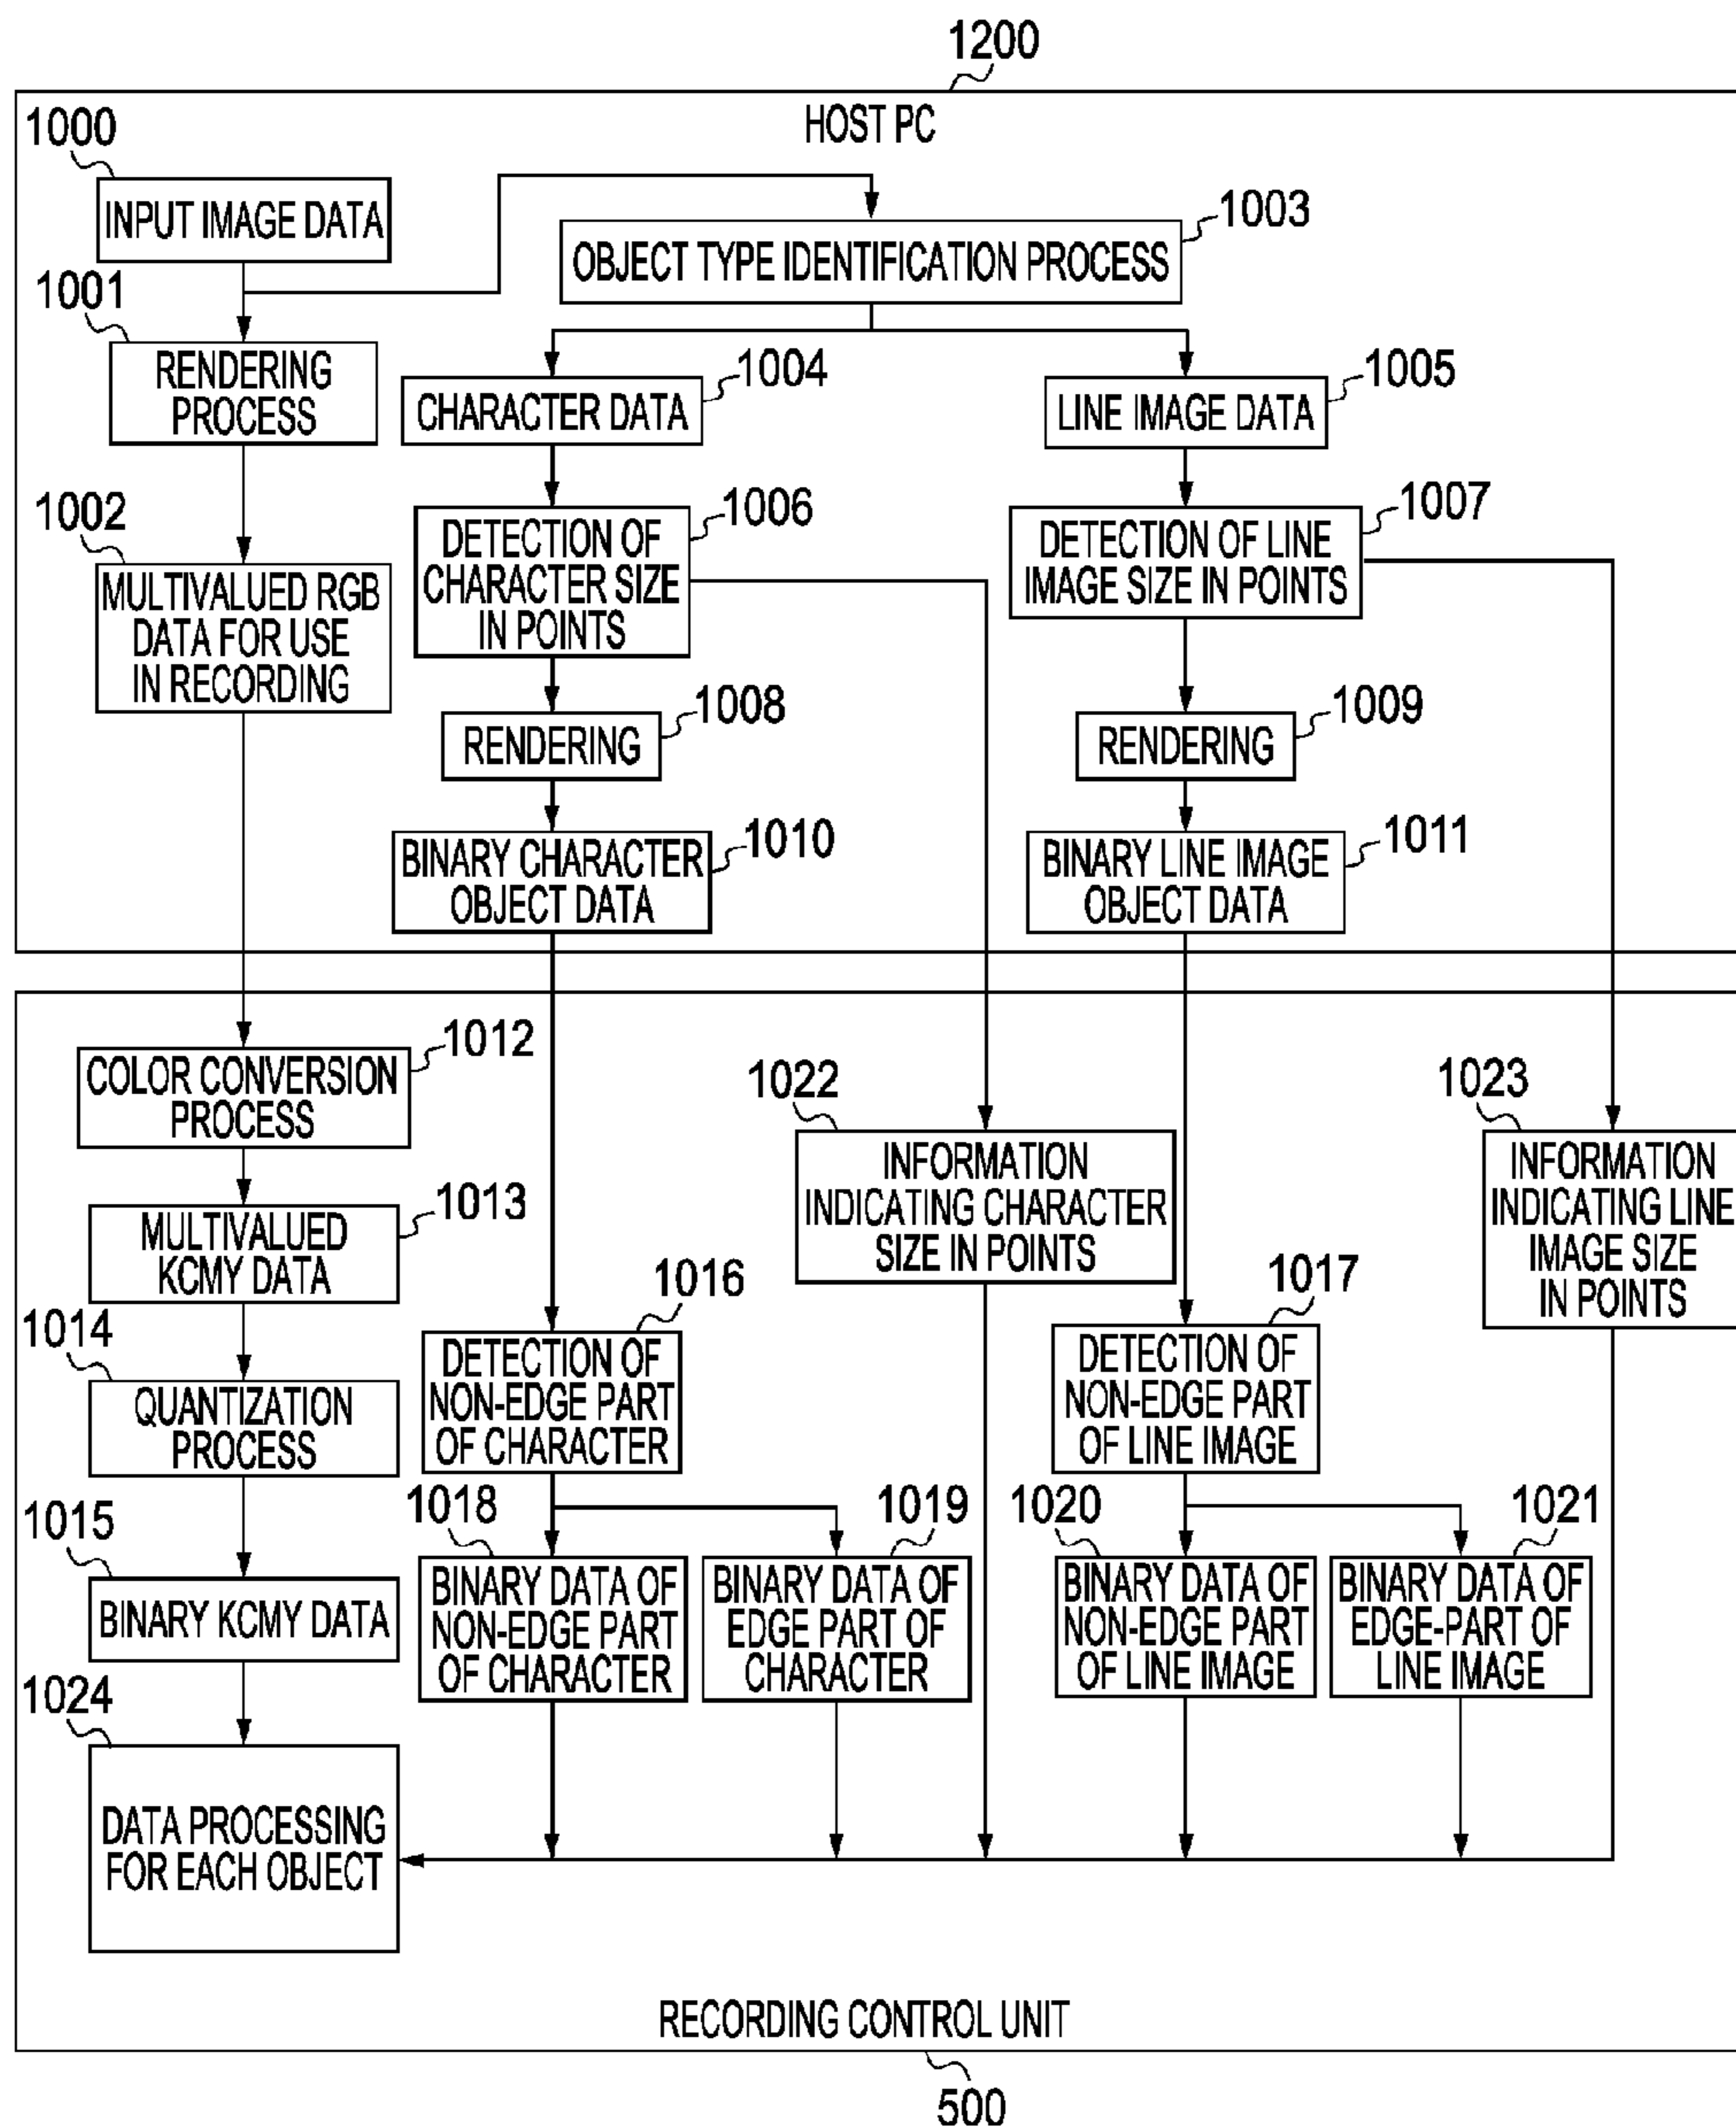 1200
HOST PC
1000
INPUT IMAGE DATA
1003
OBJECT TYPE IDENTIFICATION PROCESS
1001
RENDERING
PROCESS
1004
CHARACTER DATA
1005
LINE IMAGE DATA
1002
MULTIVALUED RGB
DATA FOR USE
IN RECORDING
1006
DETECTION OF
CHARACTER SIZE
IN POINTS
1007
DETECTION OF LINE
IMAGE SIZE IN POINTS
1008
RENDERING
1009
RENDERING
1010
BINARY CHARACTER
OBJECT DATA
1011
BINARY LINE IMAGE
OBJECT DATA
1012
COLOR CONVERSION
PROCESS
1022
INFORMATION
INDICATING CHARACTER
SIZE IN POINTS
1023
INFORMATION
INDICATING LINE
IMAGE SIZE
IN POINTS
1013
MULTIVALUED
KCMY DATA
1016
DETECTION OF
NON-EDGE PART
OF CHARACTER
1017
DETECTION OF
NON-EDGE PART
OF LINE IMAGE
1014
QUANTIZATION
PROCESS
1015
BINARY KCMY DATA
1018
BINARY DATA OF
NON-EDGE PART
OF CHARACTER
1019
BINARY DATA OF
EDGE PART OF
CHARACTER
1020
BINARY DATA OF
NON-EDGE PART
OF LINE IMAGE
1021
BINARY DATA OF
EDGE-PART OF
LINE IMAGE
1024
DATA PROCESSING
FOR EACH OBJECT
RECORDING CONTROL UNIT
500